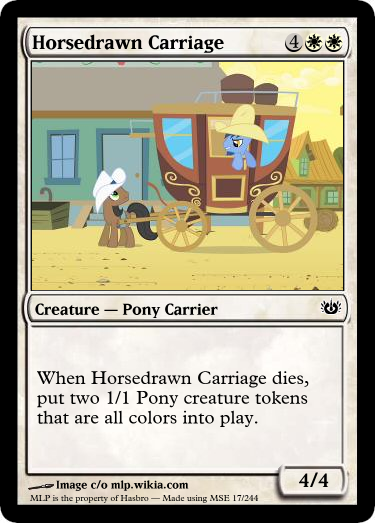 Horsedrawn Carriage 4
Creature — Pony Carrier
When Horsedrawn Carriage dies,
put two 1/1 Pony creature tokens
that are all colors into play.
Image c/o mlp.wikia.com
4/4
MLP is the property of Hasbro — Made using MSE 17/244